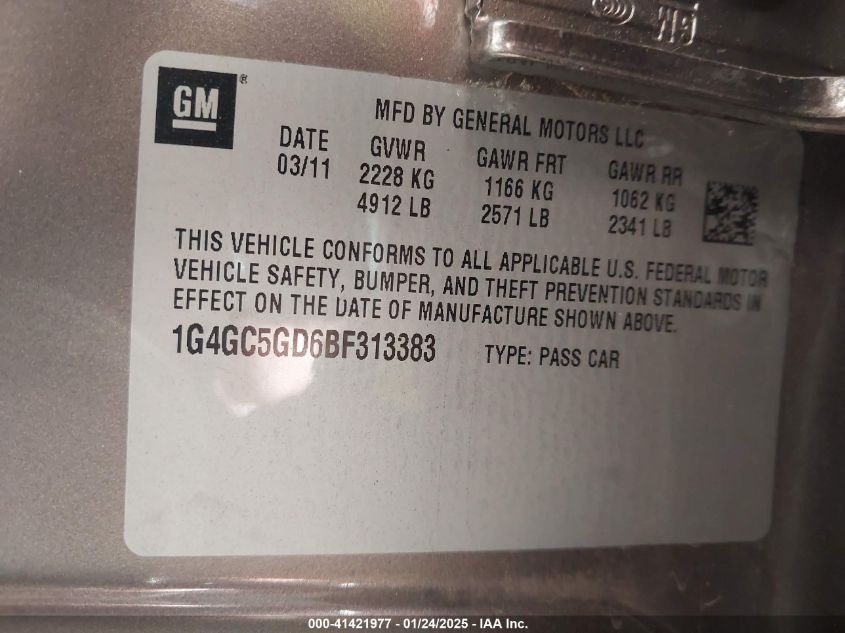 GM ®
MFD BY GENERAL MOTORS LLC
DATE GVWR GAWR FRT GAWR RR
03/11 2228 KG 1166 KG 1062 KG
4912 LB 2571 LB 2341 LB
THIS VEHICLE CONFORMS TO ALL APPLICABLE U.S. FEDERAL MOTOR
VEHICLE SAFETY, BUMPER, AND THEFT PREVENTION STANDARDS IN
EFFECT ON THE DATE OF MANUFACTURE SHOWN ABOVE.
1G4GC5GD6BF313383 TYPE: PASS CAR
000-41421977 - 01/24/2025 - IAA Inc.